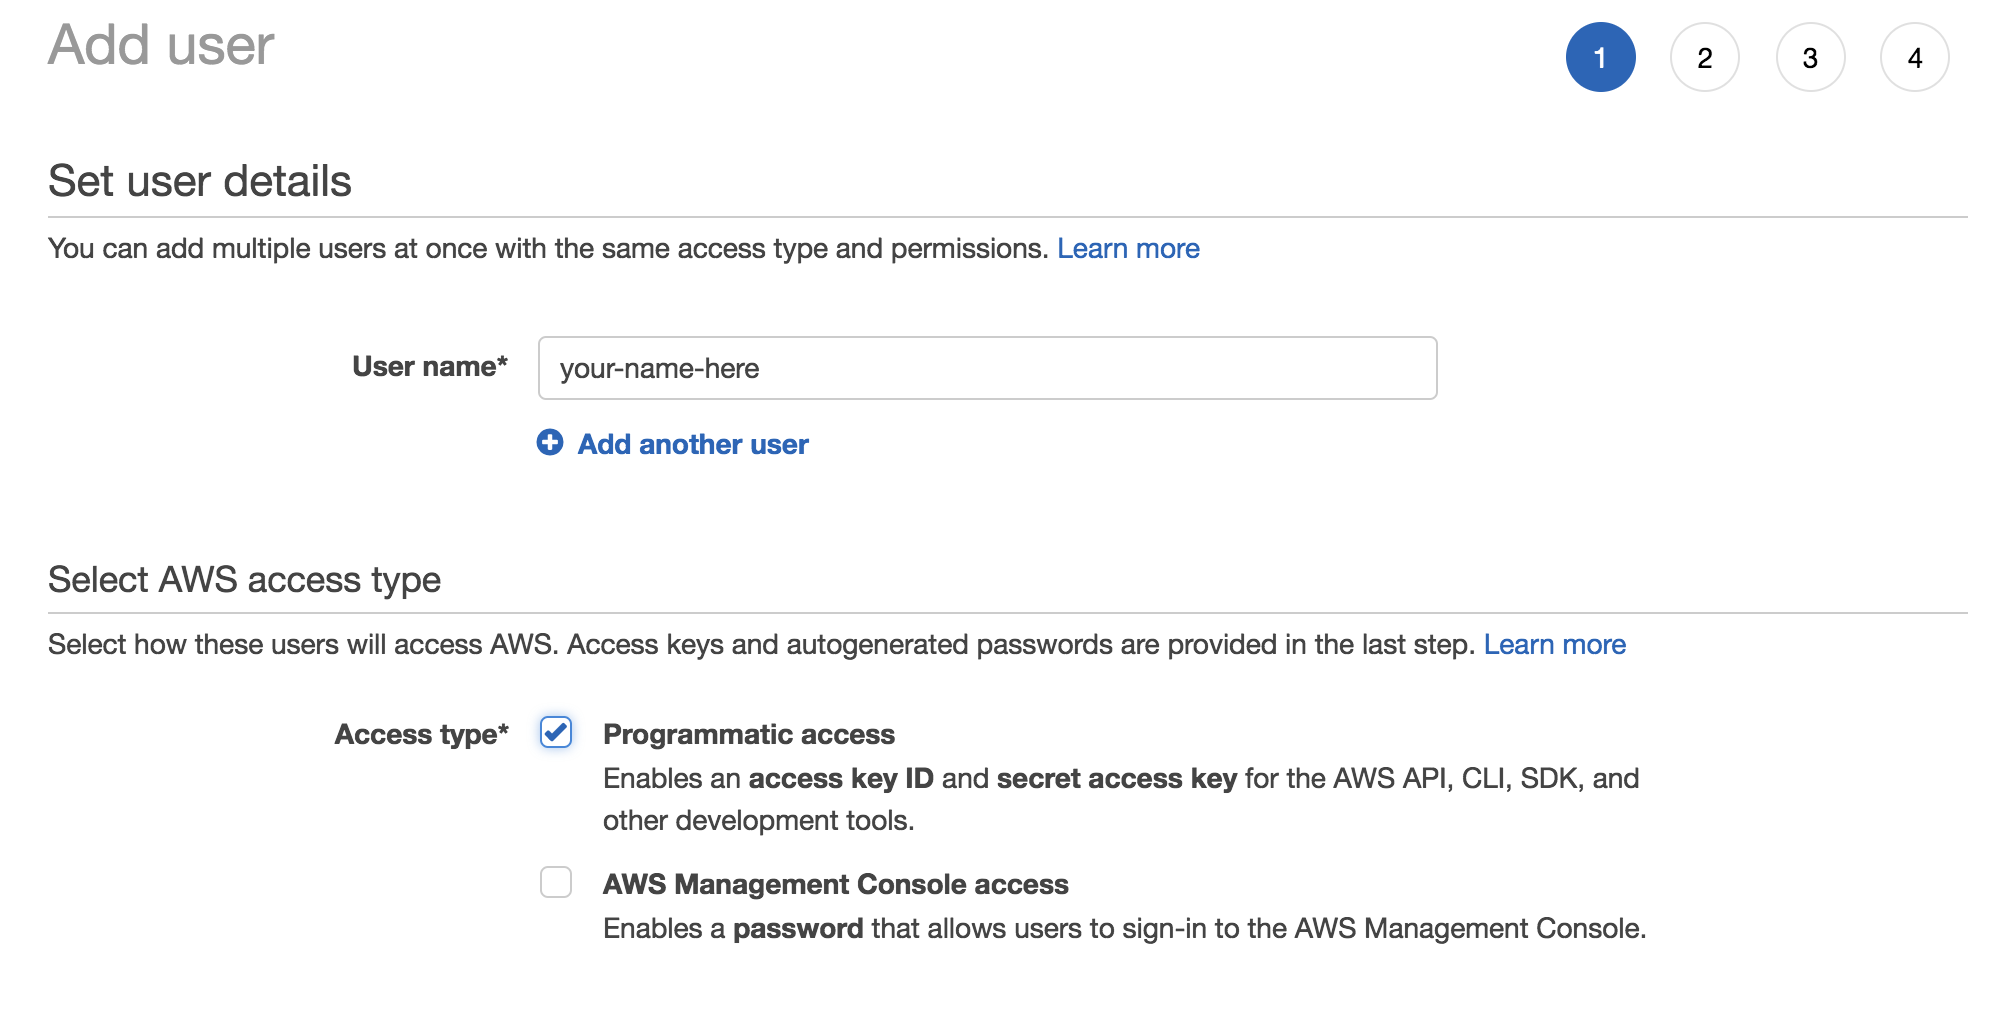 Add user
1 2 3 4
Set user details
You can add multiple users at once with the same access type and permissions. Learn more
User name* your-name-here
Add another user
Select AWS access type
Select how these users will access AWS. Access keys and autogenerated passwords are provided in the last step. Learn more
Access type* Programmatic access
Enables an access key ID and secret access key for the AWS API, CLI, SDK, and
other development tools.
AWS Management Console access
Enables a password that allows users to sign-in to the AWS Management Console.